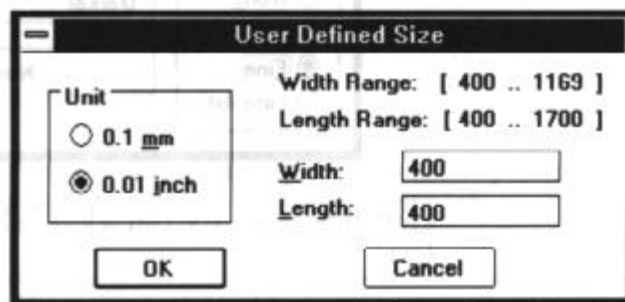 User Defined Size
Unit
0.1 mm
0.01 inch
Width Range: [ 400 .. 1169 ]
Length Range: [ 400 .. 1700 ]
Width: 400
Length: 400
OK
Cancel